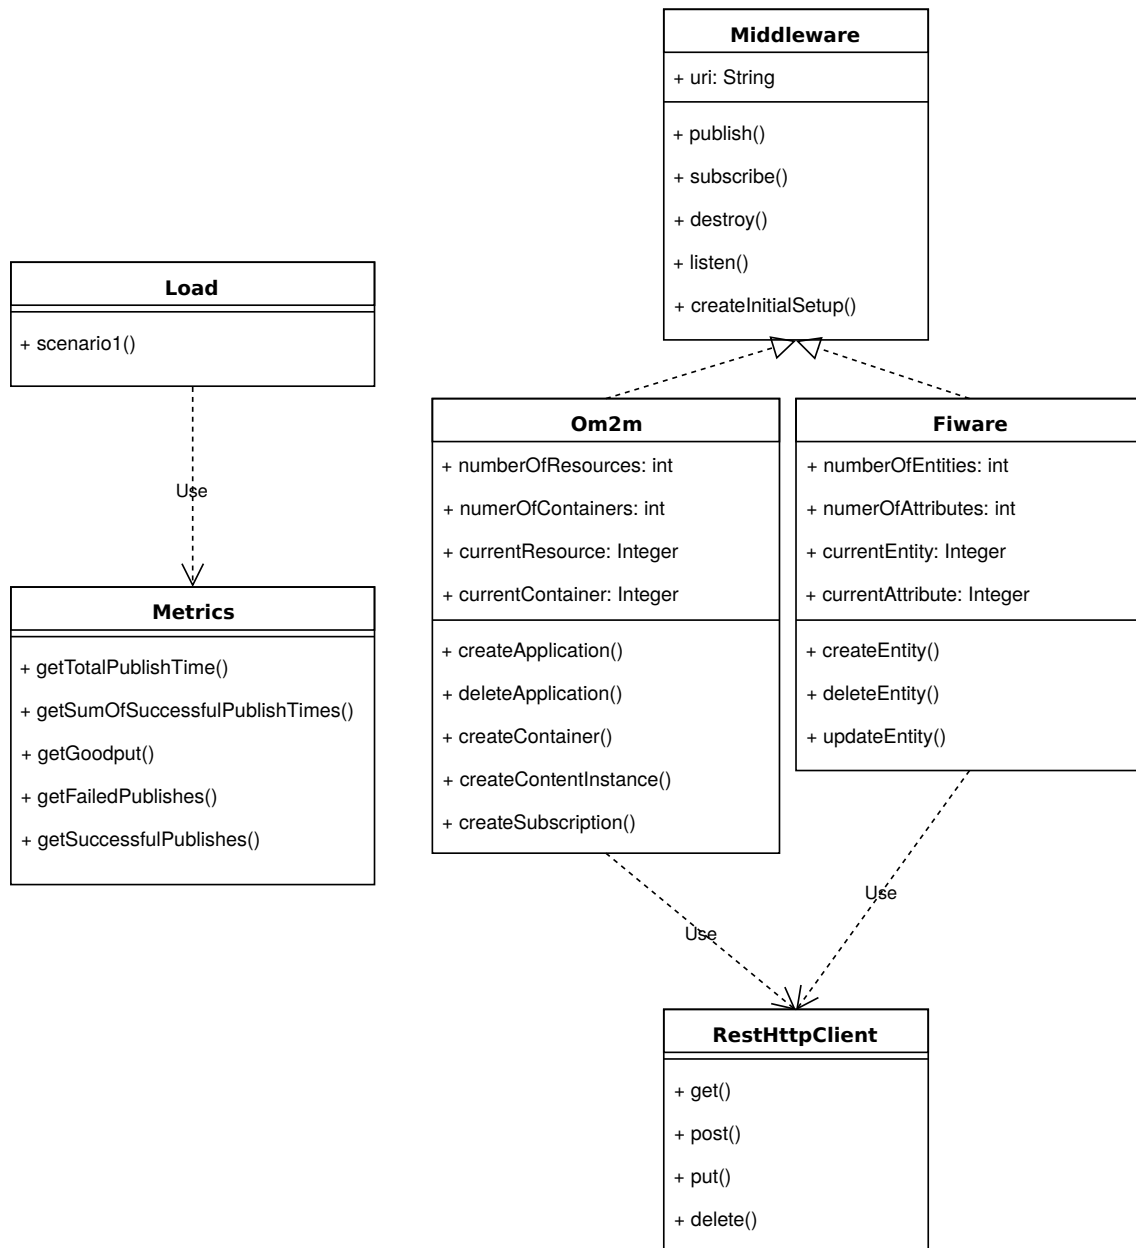 Middleware
+ uri: String
+ publish()
+ subscribe()
+ destroy()
+ listen()
+ createInitialSetup()
Load
+ scenario1()
Use
Metrics
+ getTotalPublishTime()
+ getSumOfSuccessfulPublishTimes()
+ getGoodput()
+ getFailedPublishes()
+ getSuccessfulPublishes()
Om2m
+ numberOfResources: int
+ numerOfContainers: int
+ currentResource: Integer
+ currentContainer: Integer
+ createApplication()
+ deleteApplication()
+ createContainer()
+ createContentInstance()
+ createSubscription()
Fiware
+ numberOfEntities: int
+ numerOfAttributes: int
+ currentEntity: Integer
+ currentAttribute: Integer
+ createEntity()
+ deleteEntity()
+ updateEntity()
Use
Use
RestHttpClient
+ get()
+ post()
+ put()
+ delete()